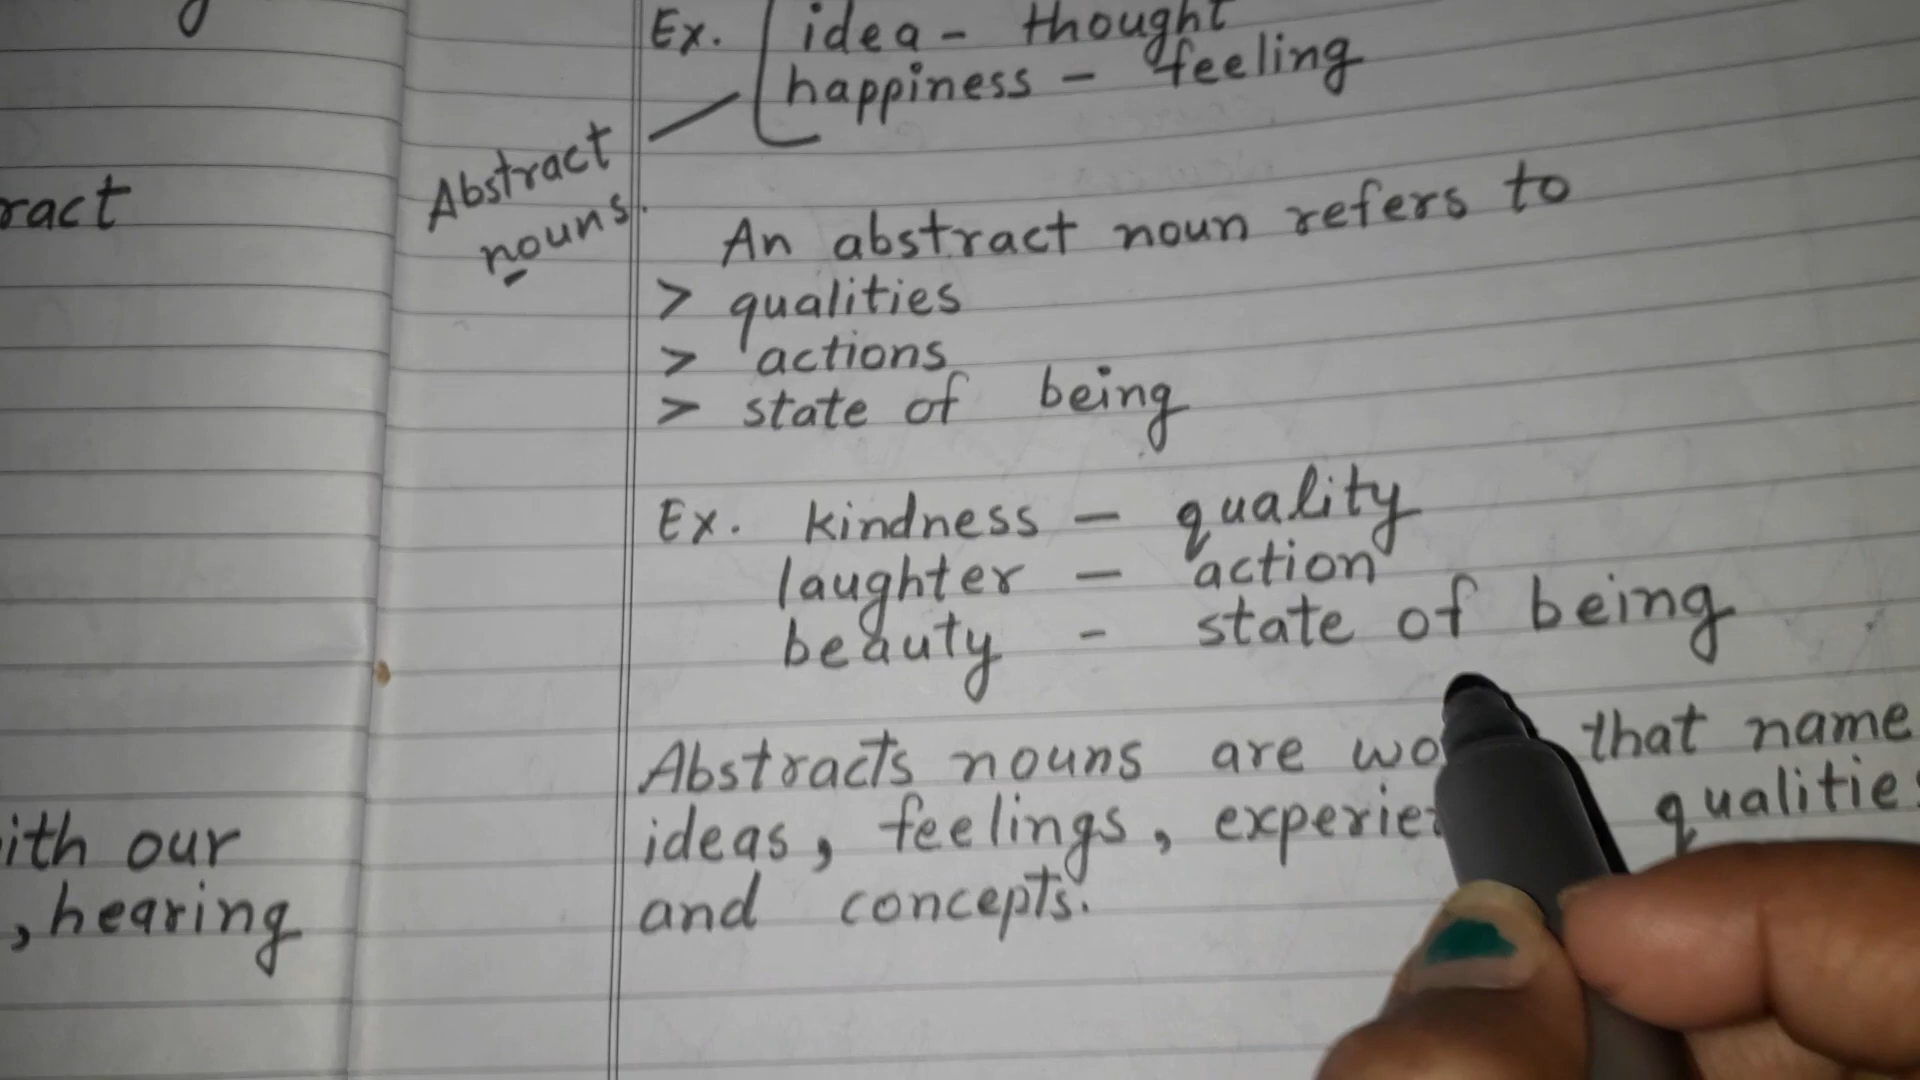 ract
ith our
, hearing
Ex. idea - thought
happiness - feeling
Abstract
nouns.
An abstract noun refers to
> qualities
> actions
> state of being
Ex. kindness - quality
laughter - action
beauty - state of being
Abstracts nouns are that name
ideas, feelings,
and concepts.